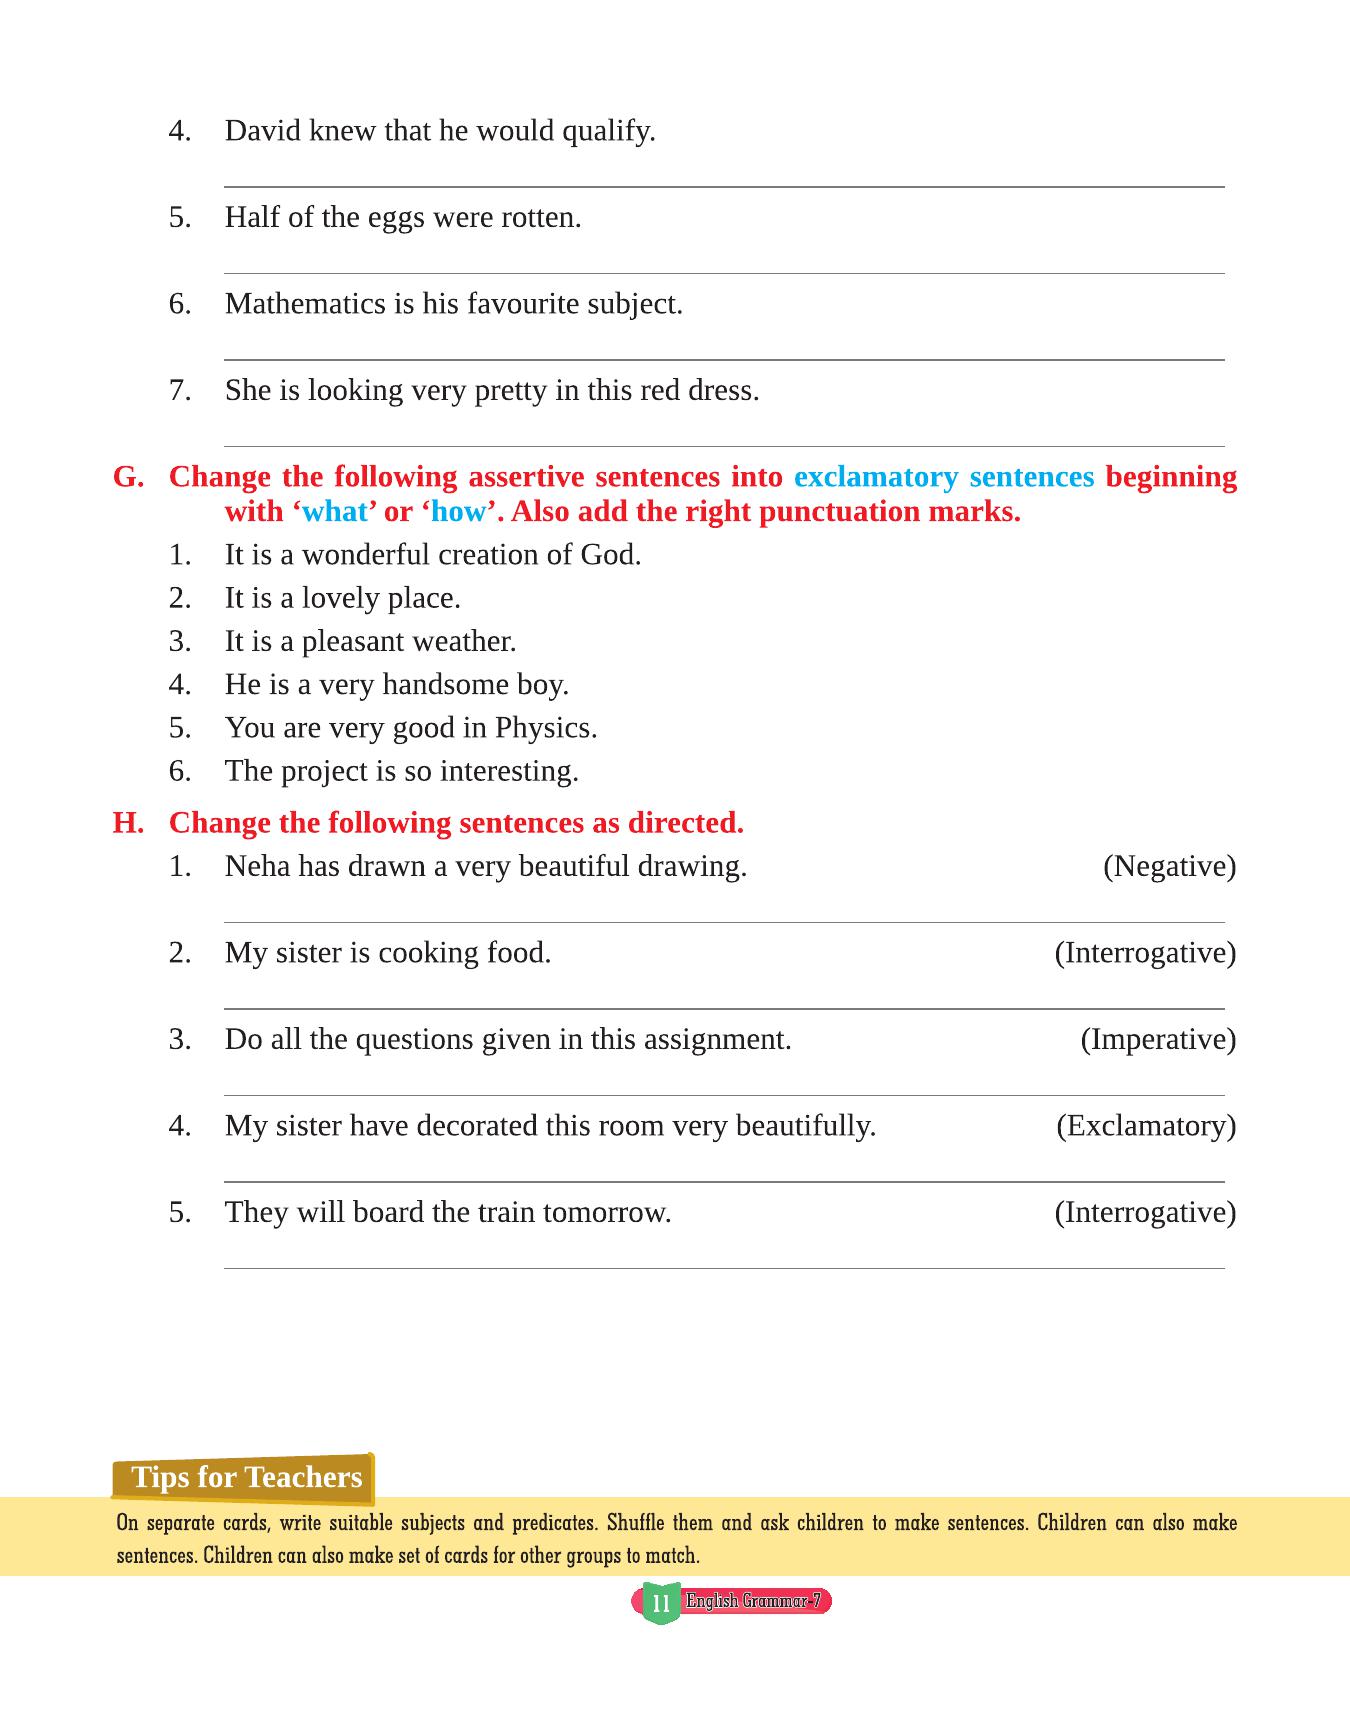 4. David knew that he would qualify.
5. Half of the eggs were rotten.
6. Mathematics is his favourite subject.
7. She is looking very pretty in this red dress.
G. Change the following assertive sentences into exclamatory sentences beginning
with ‘what’ or ‘how’. Also add the right punctuation marks.
1. It is a wonderful creation of God.
2. It is a lovely place.
3. It is a pleasant weather.
4. He is a very handsome boy.
5. You are very good in Physics.
6. The project is so interesting.
H. Change the following sentences as directed.
1. Neha has drawn a very beautiful drawing. (Negative)
2. My sister is cooking food. (Interrogative)
3. Do all the questions given in this assignment. (Imperative)
4. My sister have decorated this room very beautifully. (Exclamatory)
5. They will board the train tomorrow. (Interrogative)
Tips for Teachers
On separate cards, write suitable subjects and predicates. Shuffle them and ask children to make sentences. Children can also make
sentences. Children can also make set of cards for other groups to match.
11 English Grammar-7